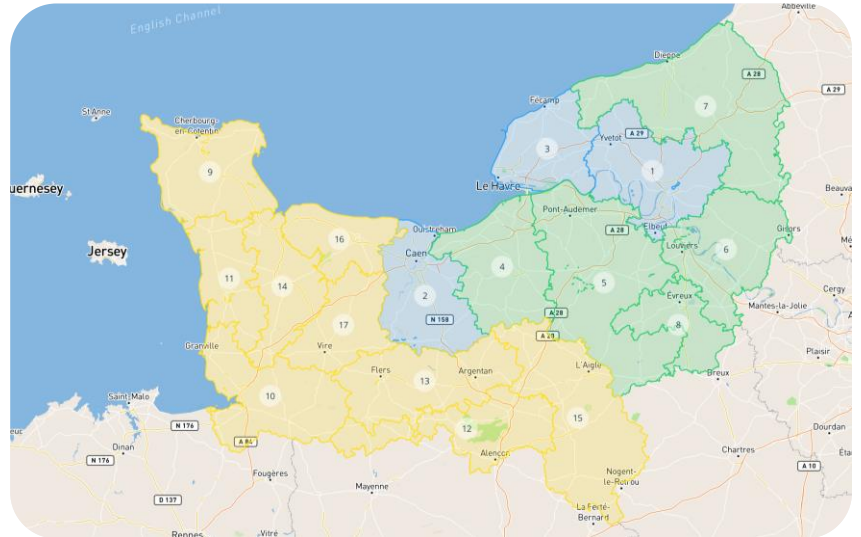 English Channel
Abbeville
Dieppe
A 28
St Anne
Cherbourg-
en-Cotentin
Fécamp
7
A 29
A 29
Yvetot
3
1
9
uernesey
Le Havre
Beauva
Pont-Audemer
Ouistreham
Elbeuf
Gisors
16
A 28
Louviers
6
Jersey
Caen
4
11
14
5
Cergy
2
Évreux
Mantes-la-Jolie
A 28
N 158
17
8
Granville
Vire
A 28
Plaisir
Flers
Argentan
L'Aigle
Breux
13
Saint-Malo
10
15
12
N 176
Dourdan
Dinan
A 84
Alençon
Chartres
N 176
A 10
Fougères
Nogent-
le-Rotrou
Mayenne
D 137
La Ferté-
Bernard
Rennes
Vitré